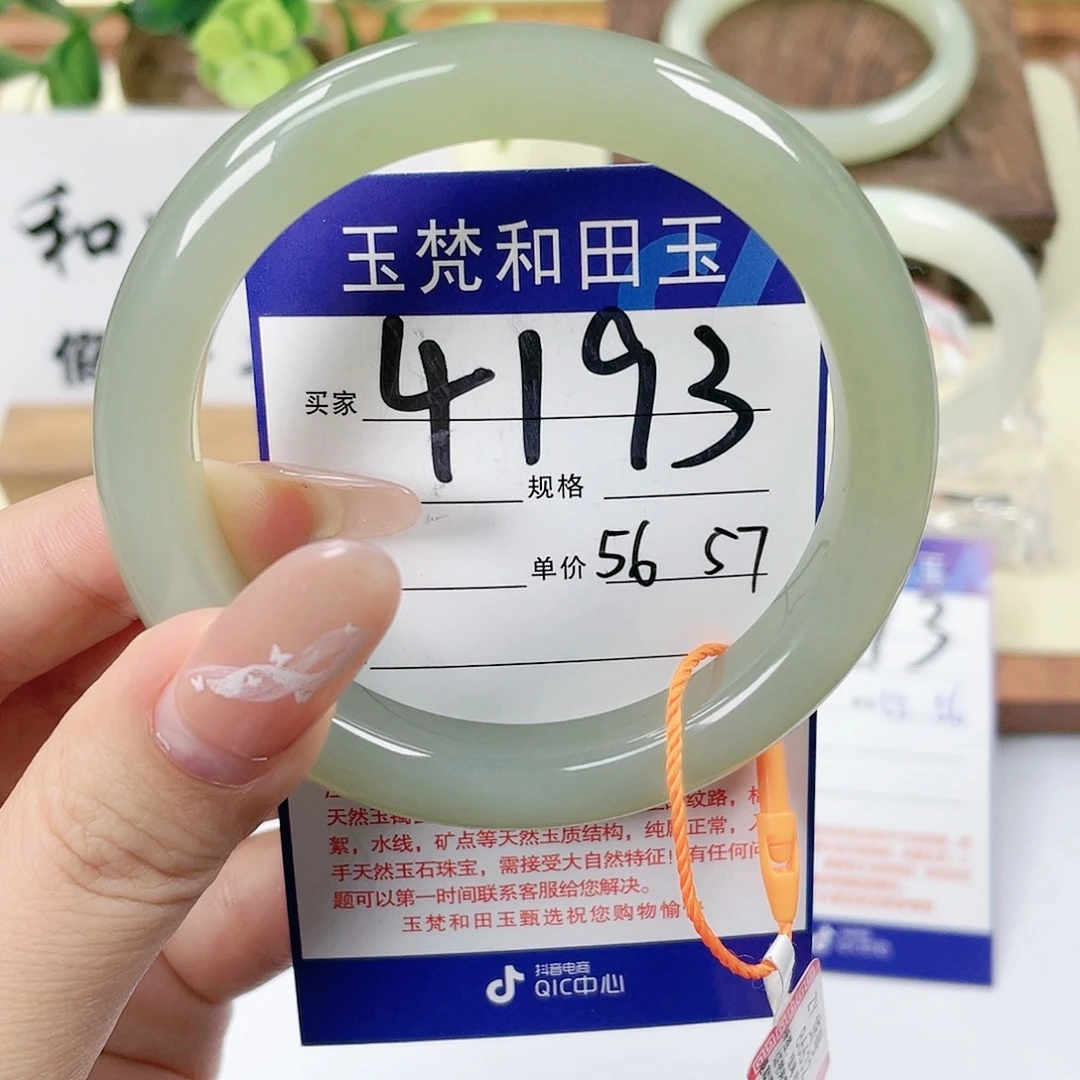 玉梵和田玉
买家 4193
规格
单价 56 57
天然玉
纹路，
絮，水线，矿点等天然玉质结构，纯属正常，
手天然玉石珠宝，需接受大自然特征！有任何问
题可以第一时间联系客服给您解决。
玉梵和田玉甄选祝您购物愉
抖音电商
QIC中心
和
假
玉
3